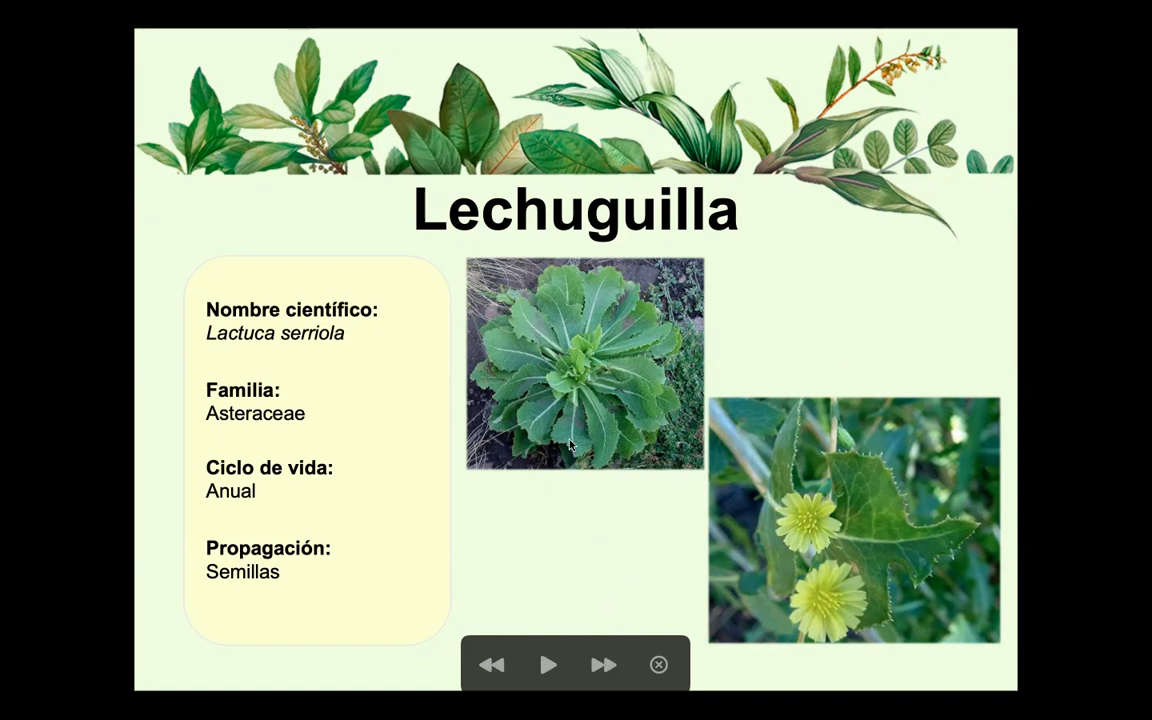 Lechuguilla
Nombre científico:
Lactuca serriola
Familia:
Asteraceae
Ciclo de vida:
Anual
Propagación:
Semillas